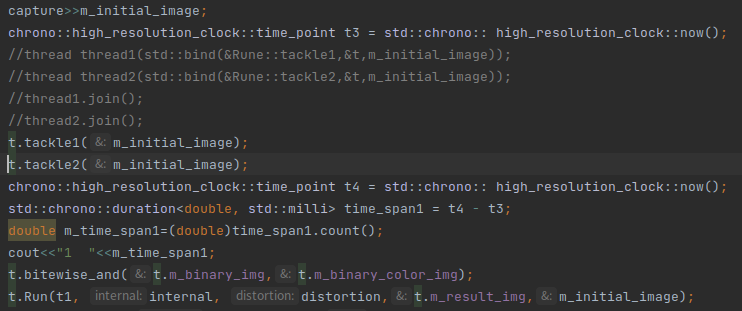 capture>>m_initial_image;
chrono::high_resolution_clock::time_point t3 = std::chrono:: high_resolution_clock::now();
//thread thread1(std::bind(&Rune::tackle1,&t,m_initial_image));
//thread thread2(std::bind(&Rune::tackle2,&t,m_initial_image));
//thread1.join();
//thread2.join();
t.tackle1( &: m_initial_image);
t.tackle2( &: m_initial_image);
chrono::high_resolution_clock::time_point t4 = std::chrono:: high_resolution_clock::now();
std::chrono::duration<double, std::milli> time_span1 = t4 - t3;
double m_time_span1=(double)time_span1.count();
cout<<"1  "<<m_time_span1;
t.bitewise_and( &: t.m_binary_img, &: t.m_binary_color_img);
t.Run(t1, internal: internal, distortion: distortion, &: t.m_result_img, &: m_initial_image);